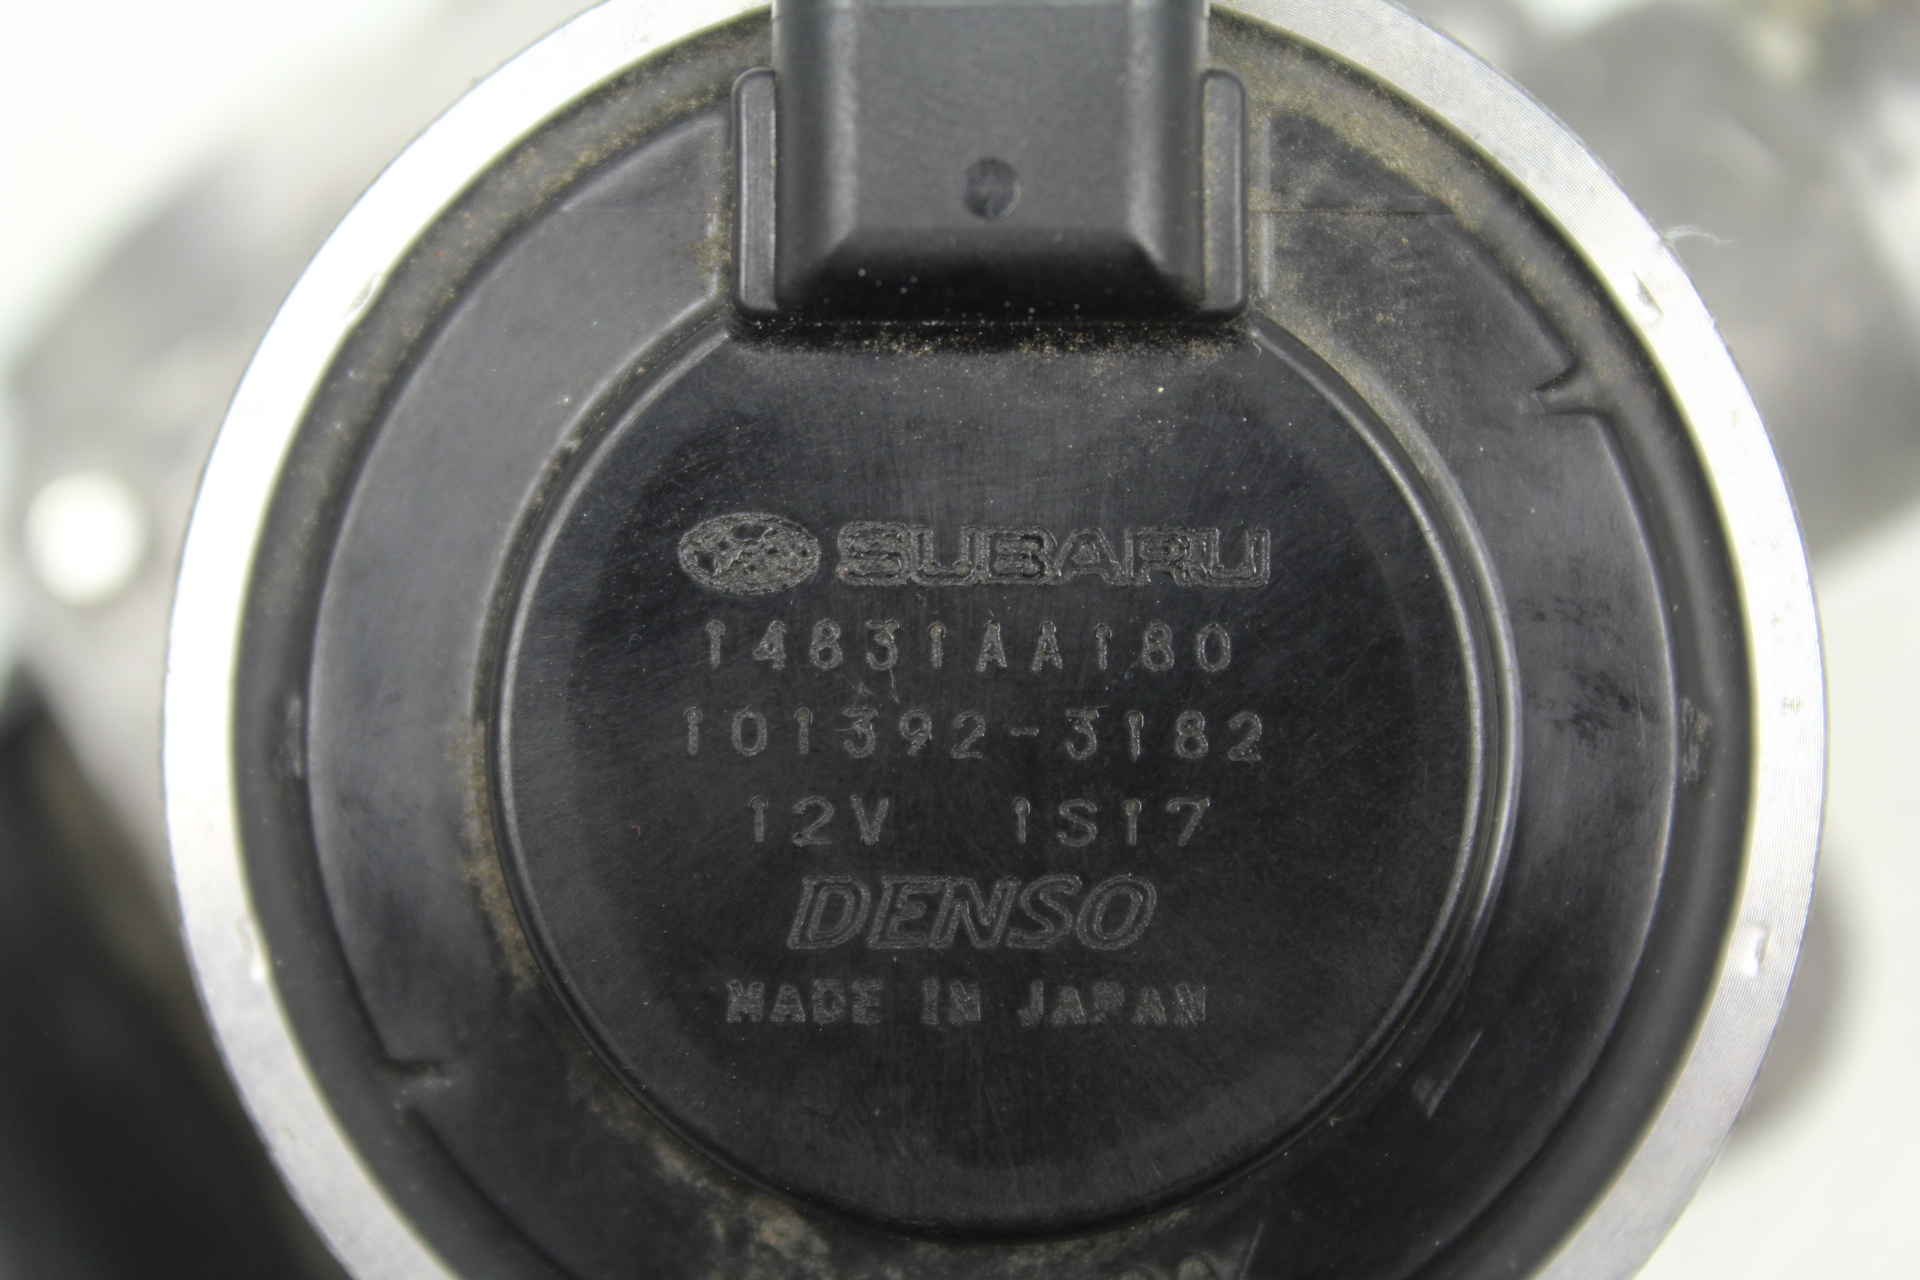 SUBARU
14831AA180
101392-3182
12V 1S17
DENSO
MADE IN JAPAN